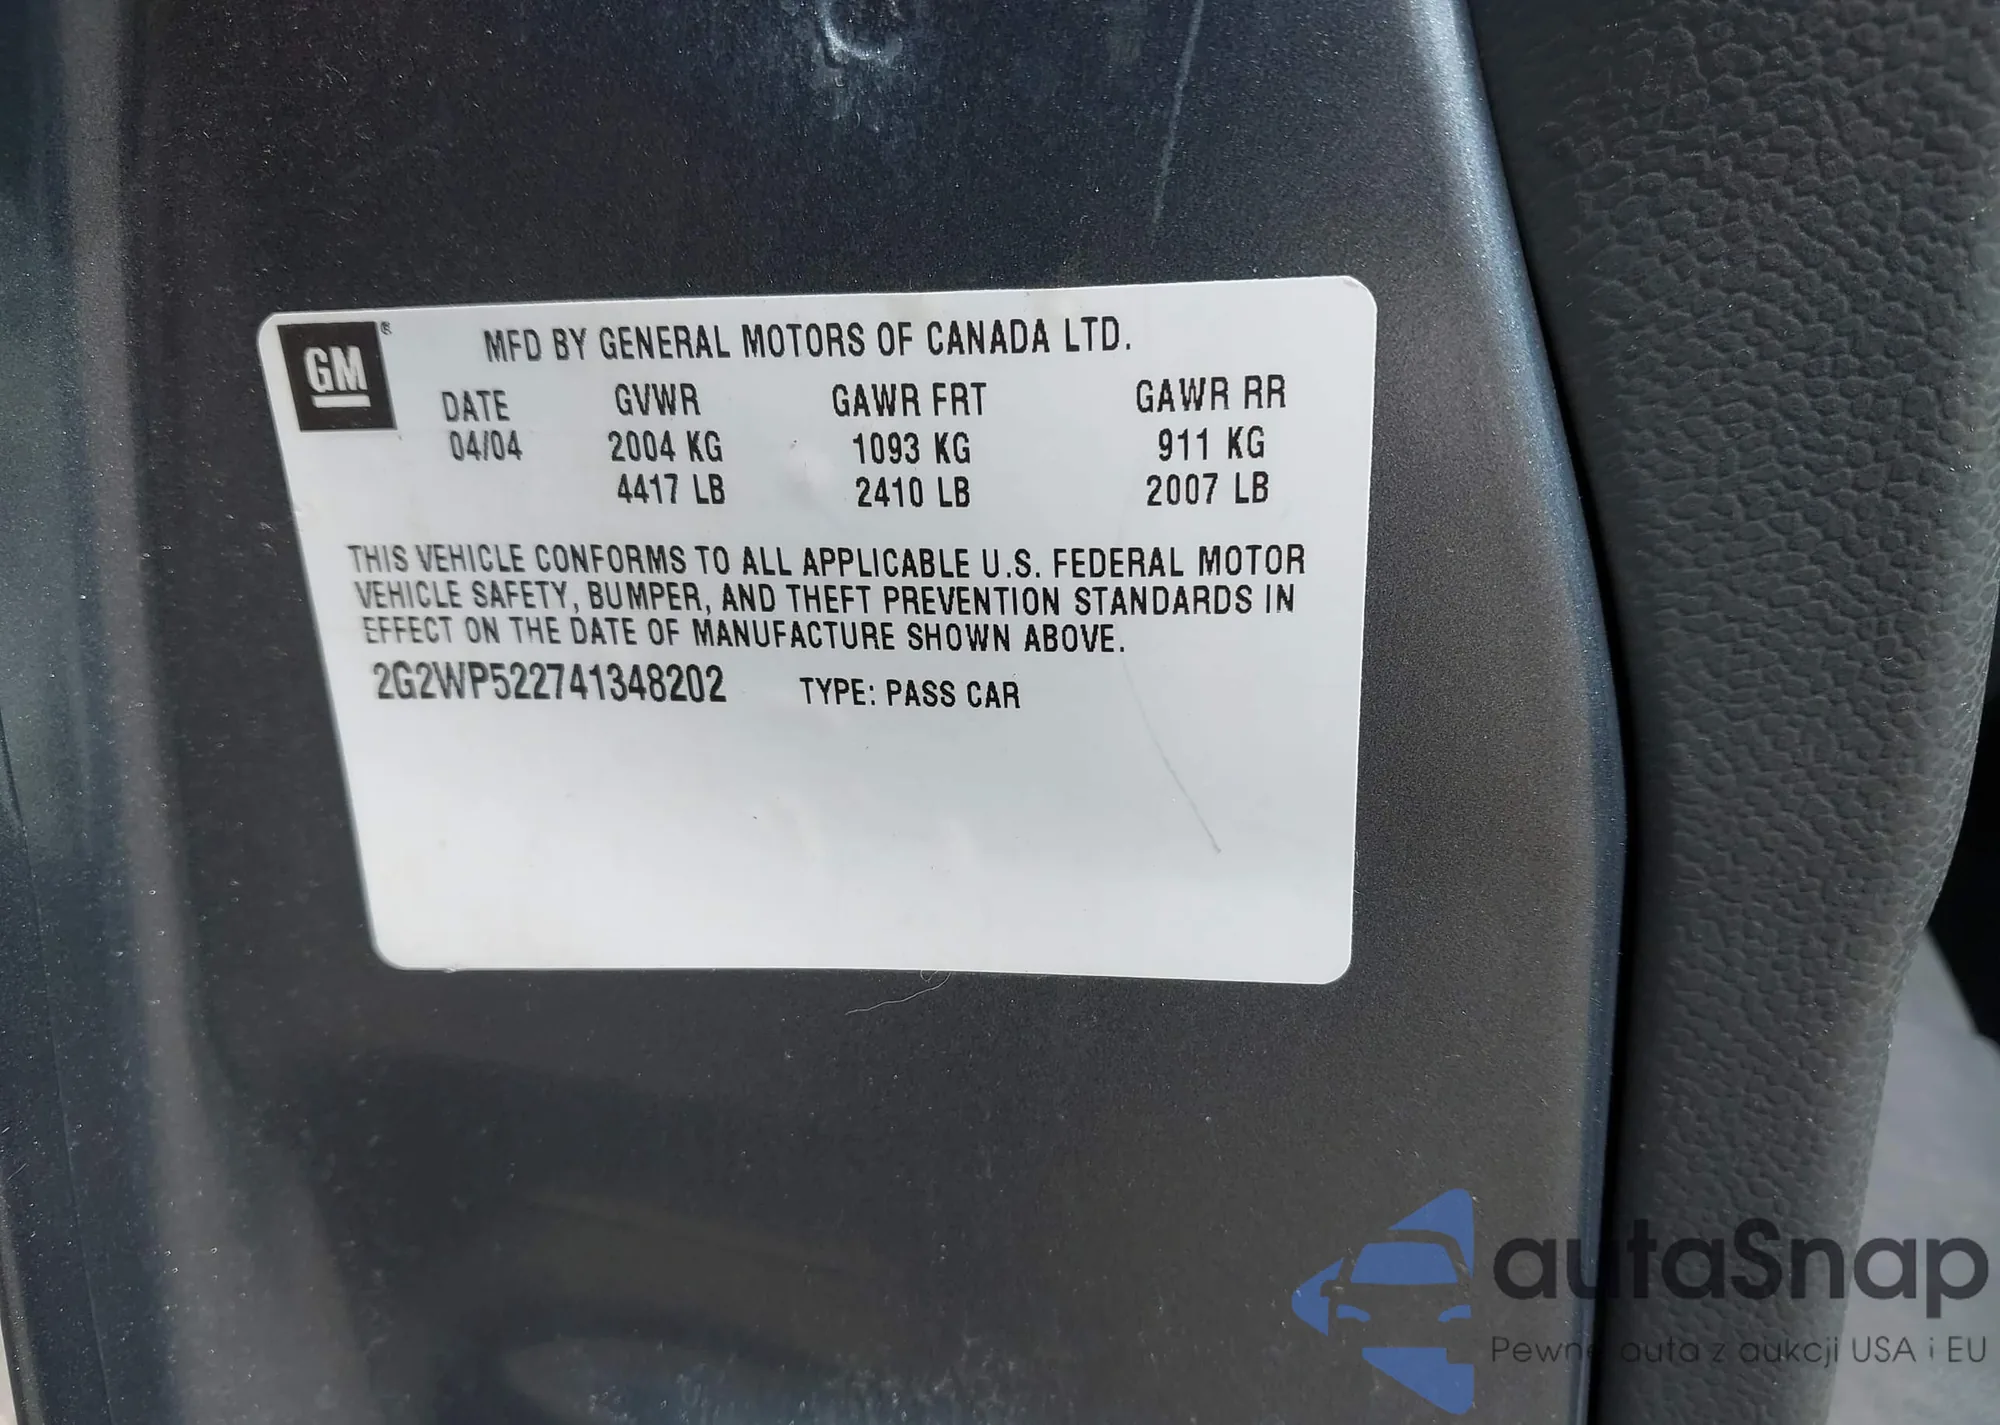 GM ®
MFD BY GENERAL MOTORS OF CANADA LTD.
DATE GVWR GAWR FRT GAWR RR
04/04 2004 KG 1093 KG 911 KG
4417 LB 2410 LB 2007 LB
THIS VEHICLE CONFORMS TO ALL APPLICABLE U.S. FEDERAL MOTOR
VEHICLE SAFETY, BUMPER, AND THEFT PREVENTION STANDARDS IN
EFFECT ON THE DATE OF MANUFACTURE SHOWN ABOVE.
2G2WP522741348202 TYPE: PASS CAR
autaSnap
Pewne auta z aukcji USA i EU